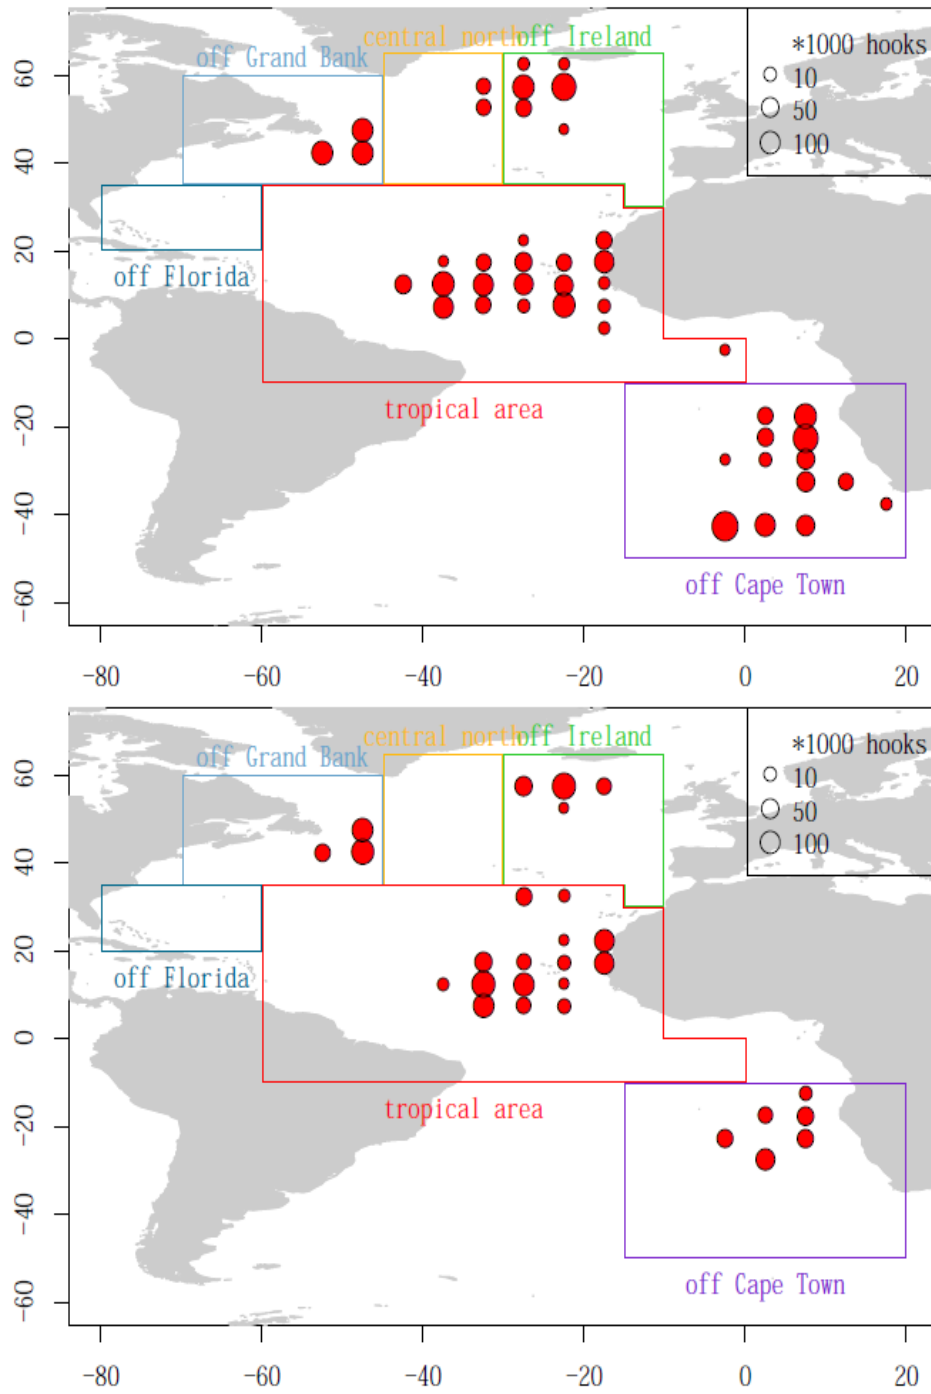 central north
off Ireland
off Grand Bank
*1000 hooks
10
50
100
60
40
20
0
-20
-40
-60
off Florida
tropical area
off Cape Town
-80
-60
-40
-20
0
20
central north
off Ireland
off Grand Bank
*1000 hooks
10
50
100
60
40
20
0
-20
-40
-60
off Florida
tropical area
off Cape Town
-80
-60
-40
-20
0
20